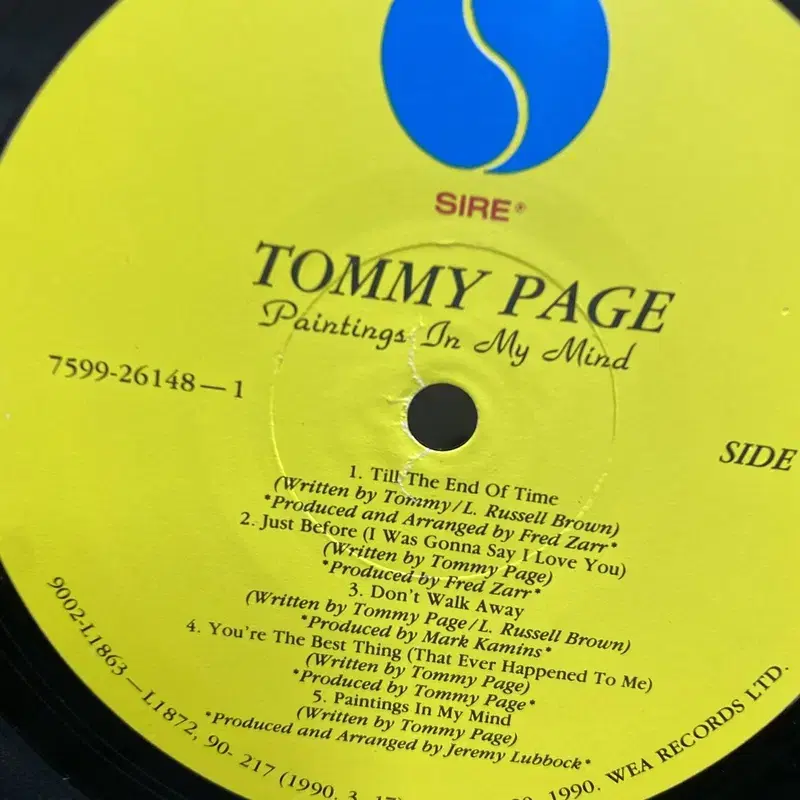 SIRE®
TOMMY PAGE
Paintings In My Mind
7599-26148—1
SIDE
1. Till The End Of Time
(Written by Tommy/L. Russell Brown)
*Produced and Arranged by Fred Zarr*
2. Just Before (I Was Gonna Say I Love You)
(Written by Tommy Page)
*Produced by Fred Zarr*
3. Don't Walk Away
(Written by Tommy Page/L. Russell Brown)
*Produced by Mark Kamins*
4. You're The Best Thing (That Ever Happened To Me)
(Written by Tommy Page)
*Produced by Tommy Page*
5. Paintings In My Mind
(Written by Tommy Page)
*Produced and Arranged by Jeremy Lubbock*
9002-L1863—L1872, 90- 217 (1990. 3. 1990. WEA RECORDS LTD.